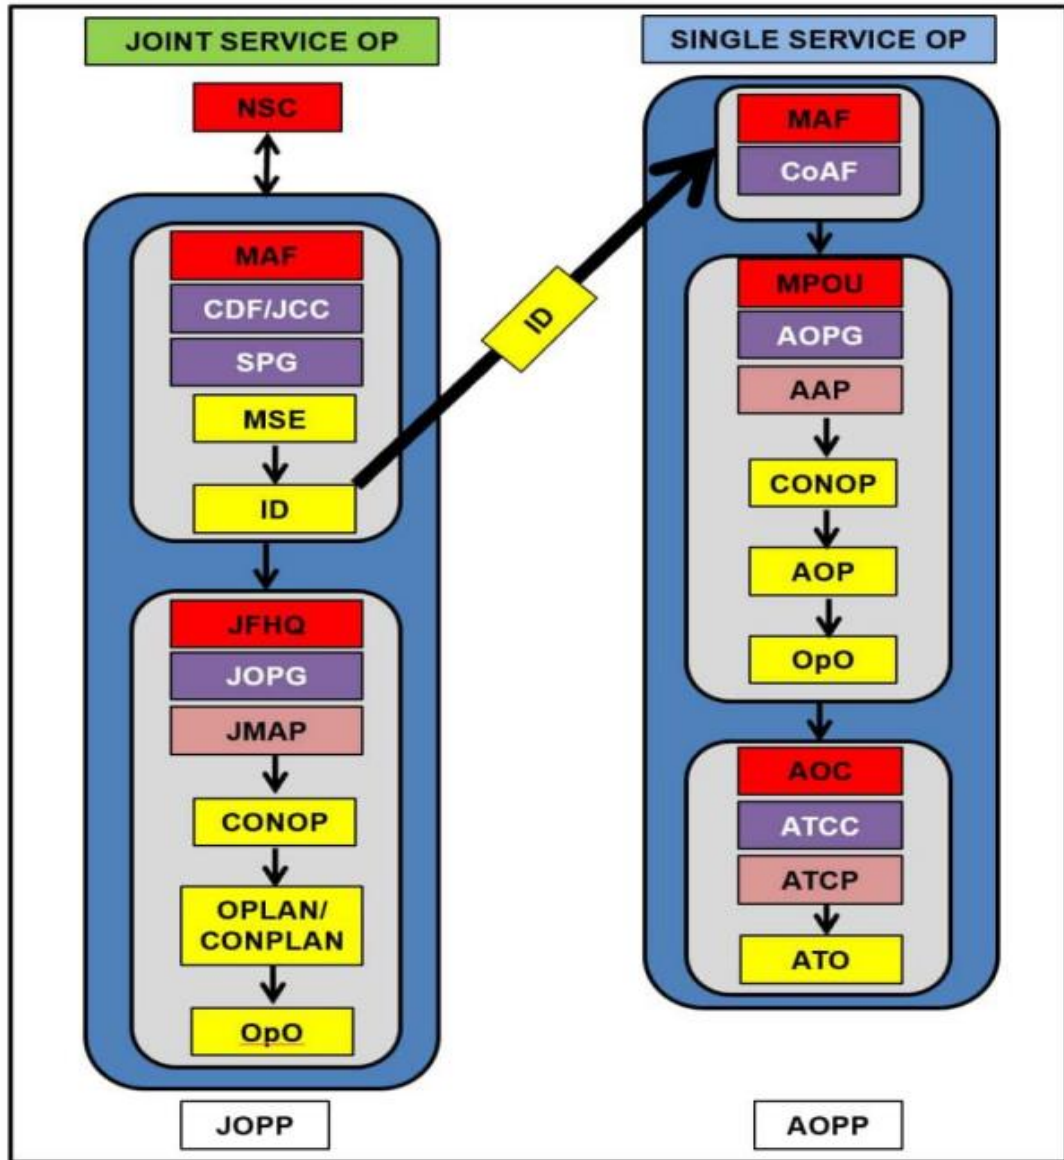 JOINT SERVICE OP
NSC
MAF
CDF/JCC
SPG
MSE
ID
JFHQ
JOPG
JMAP
CONOP
OPLAN/
CONPLAN
OpO
JOPP
ID
SINGLE SERVICE OP
MAF
CoAF
MPOU
AOPG
AAP
CONOP
AOP
OpO
AOC
ATCC
ATCP
ATO
AOPP